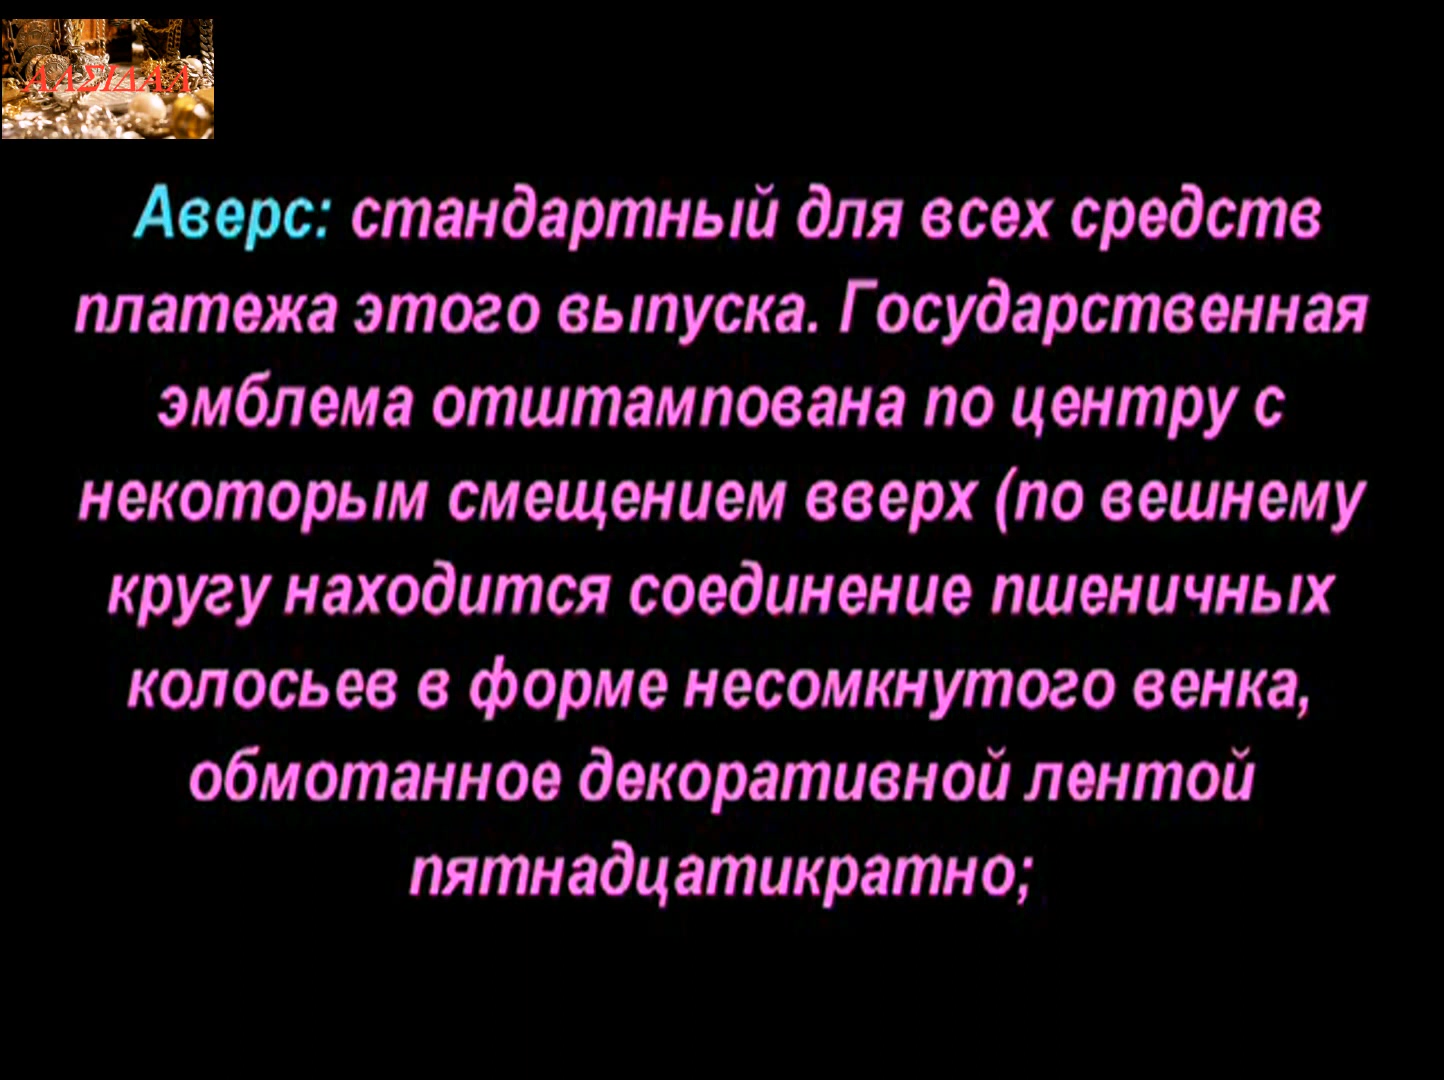 ΑΛΣΙΔΑΑ
Аверс: стандартный для всех средств
платежа этого выпуска. Государственная
эмблема отштампована по центру с
некоторым смещением вверх (по вешнему
кругу находится соединение пшеничных
колосьев в форме несомкнутого венка,
обмотанное декоративной лентой
пятнадцатикратно;